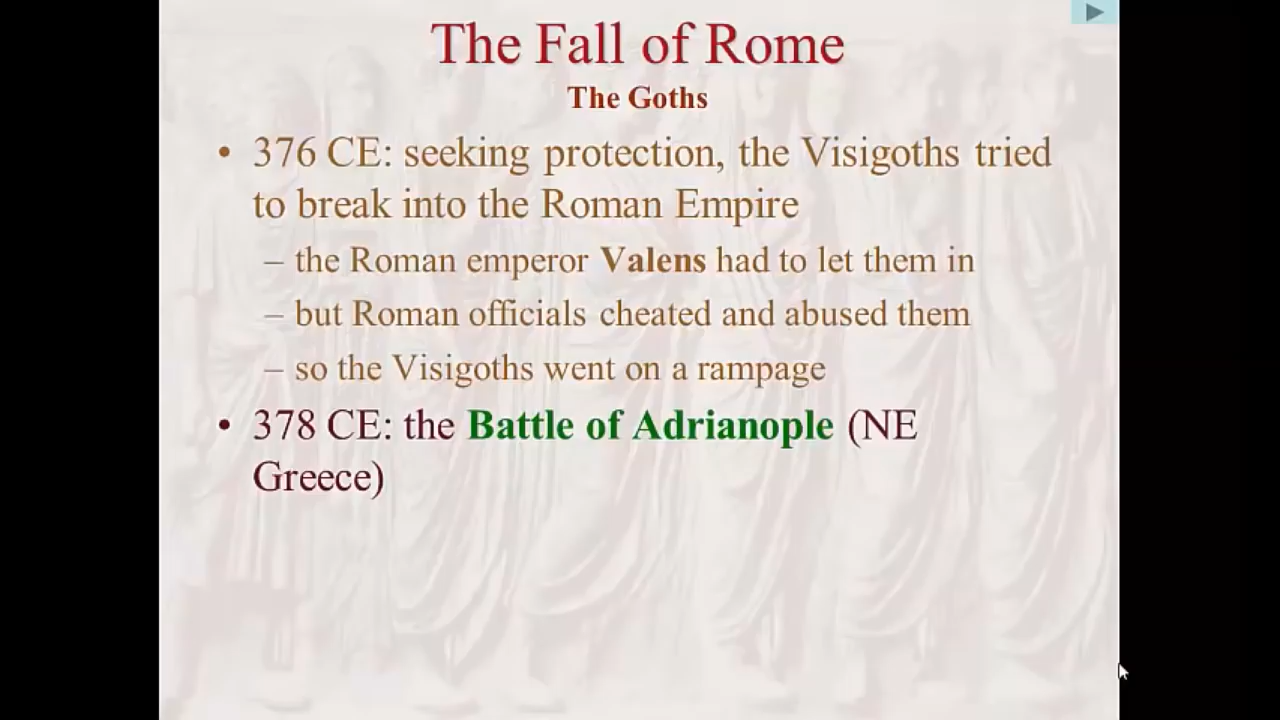 The Fall of Rome
The Goths
• 376 CE: seeking protection, the Visigoths tried
to break into the Roman Empire
– the Roman emperor Valens had to let them in
– but Roman officials cheated and abused them
– so the Visigoths went on a rampage
• 378 CE: the Battle of Adrianople (NE
Greece)